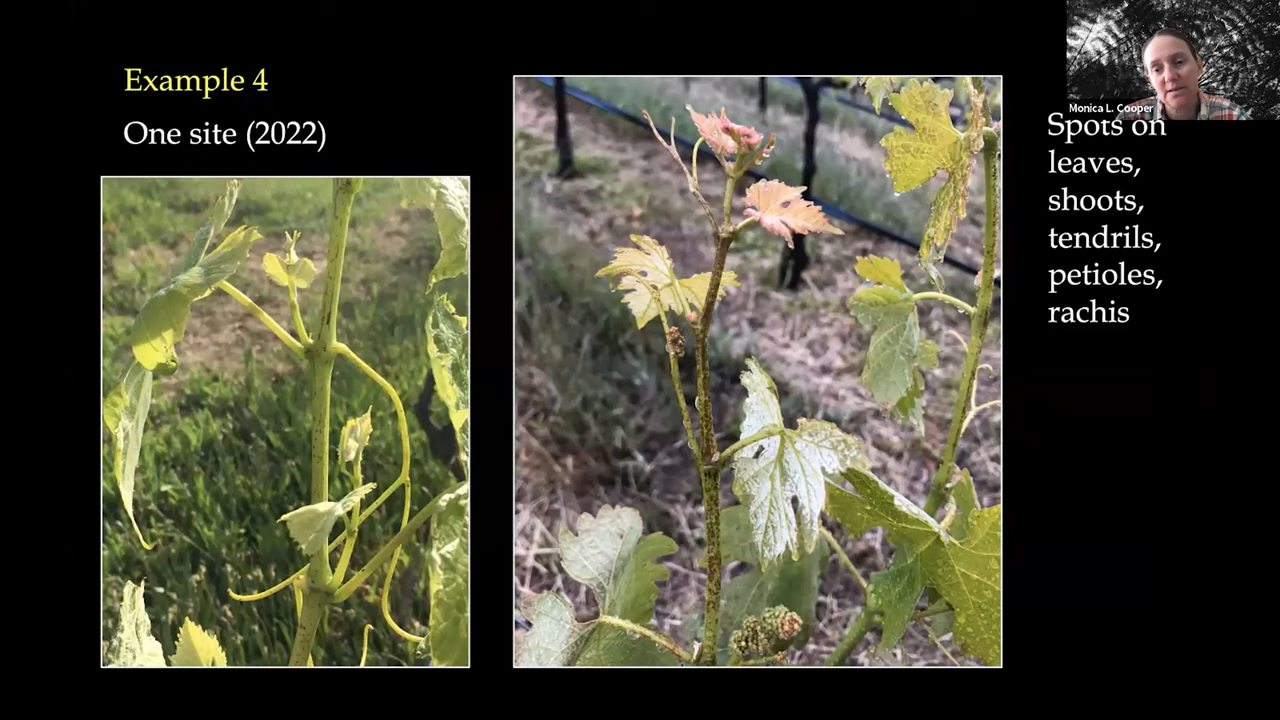 Example 4
One site (2022)
Monica L. Cooper
Spots on
leaves,
shoots,
tendrils,
petioles,
rachis